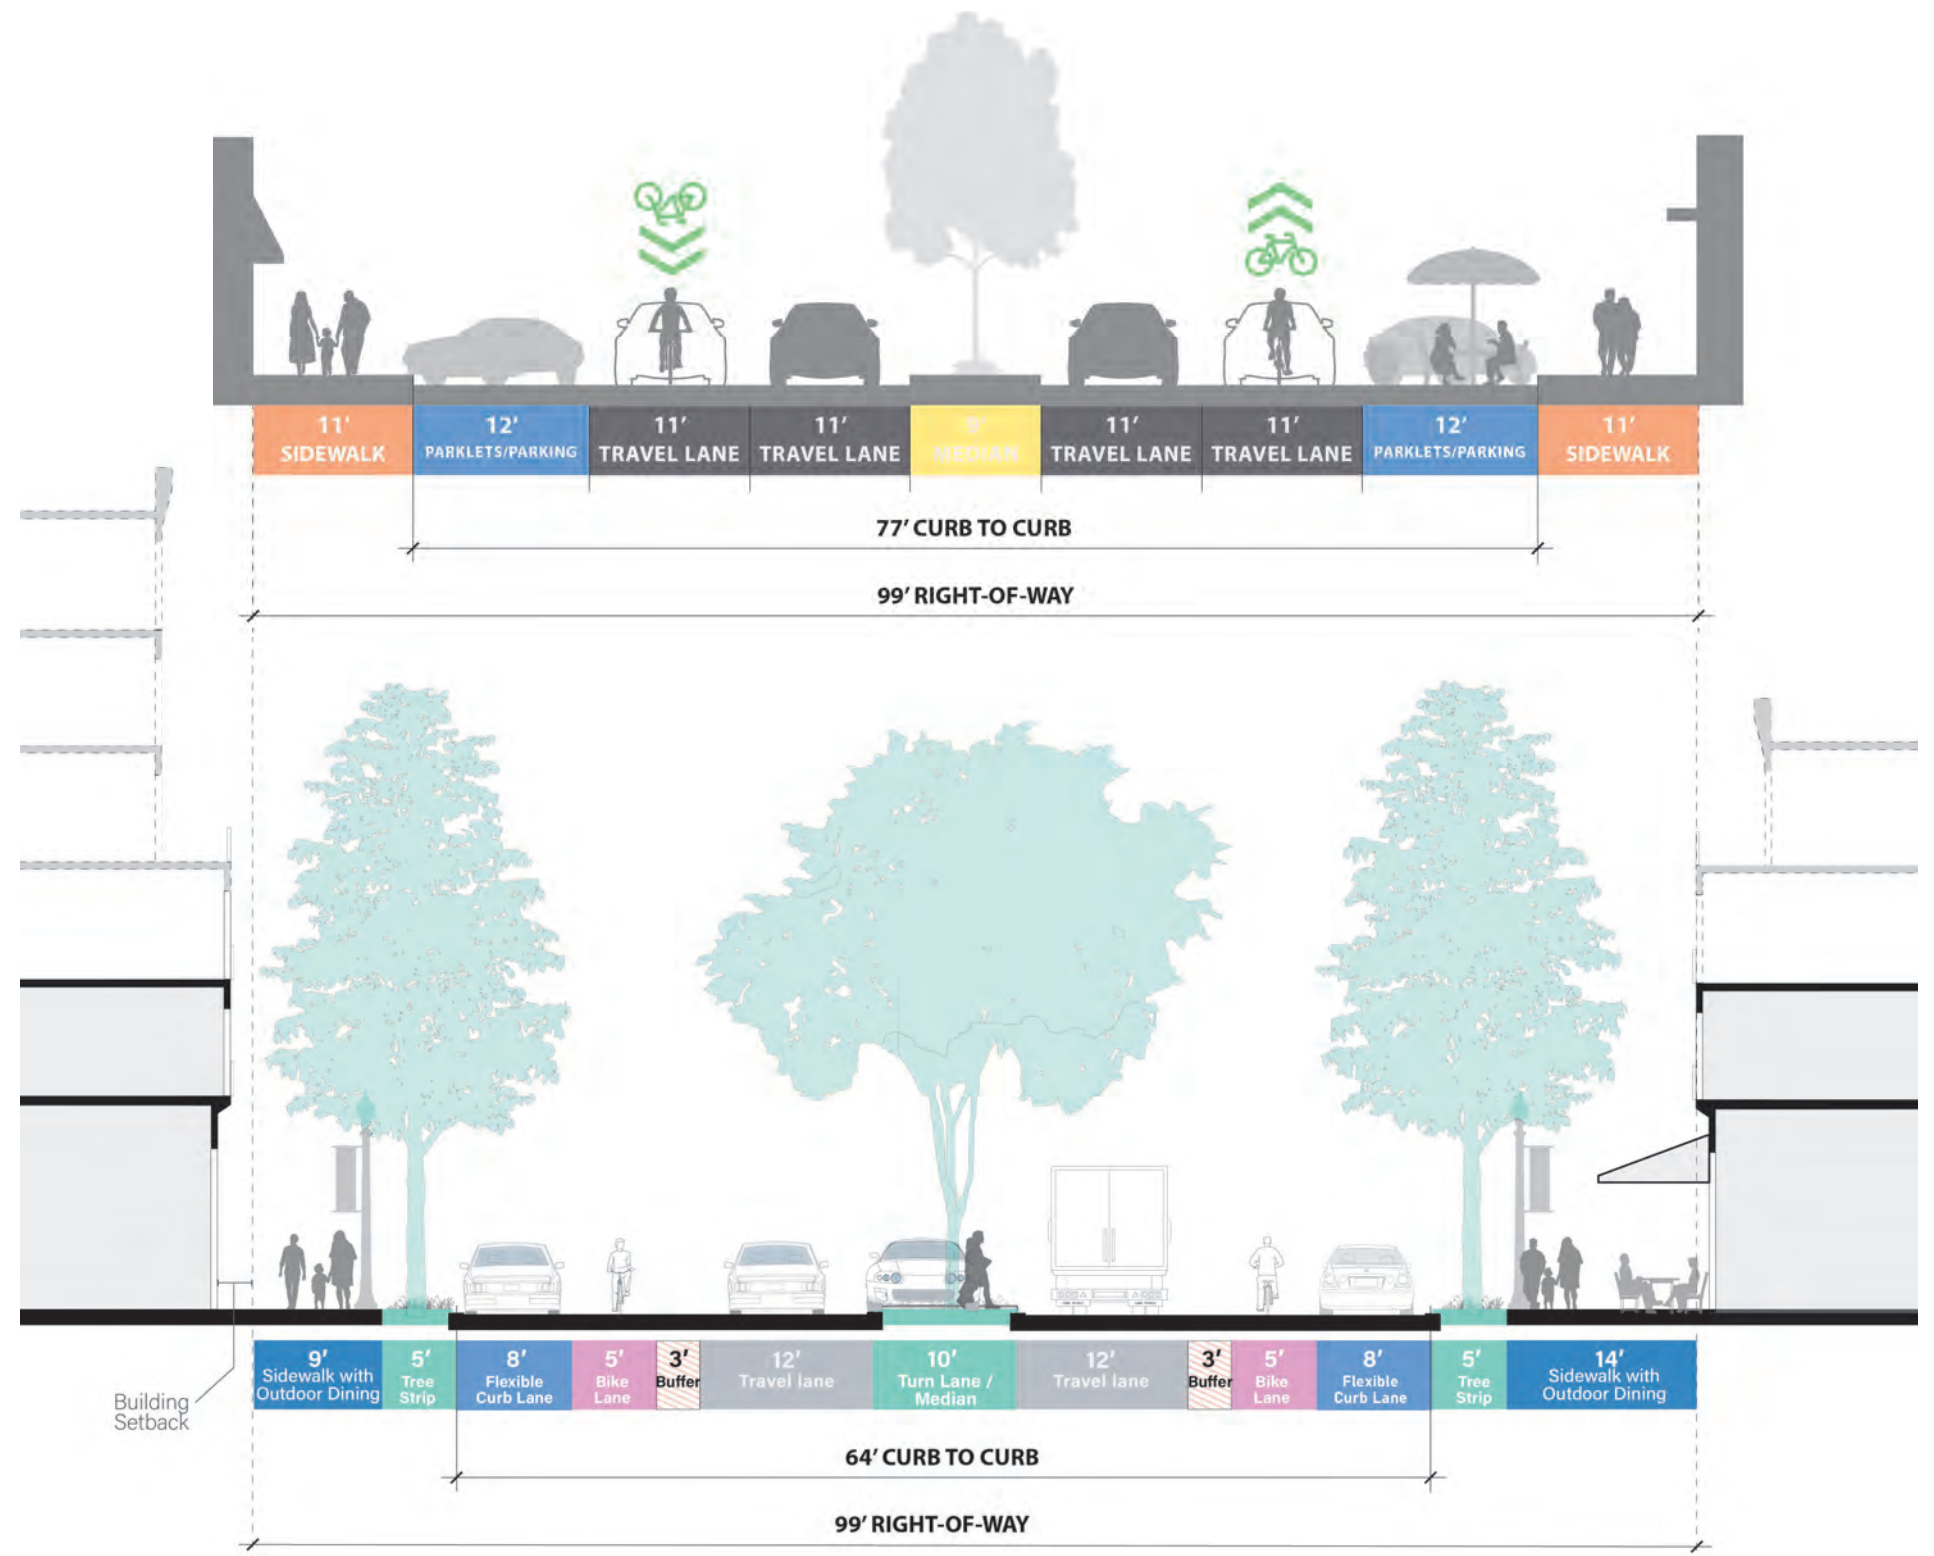 11′
SIDEWALK
12′
PARKLETS/PARKING
11′
TRAVEL LANE
11′
TRAVEL LANE
9′
MEDIAN
11′
TRAVEL LANE
11′
TRAVEL LANE
12′
PARKLETS/PARKING
11′
SIDEWALK
77′ CURB TO CURB
99′ RIGHT-OF-WAY
9′
Sidewalk with
Outdoor Dining
5′
Tree
Strip
8′
Flexible
Curb Lane
5′
Bike
Lane
3′
Buffer
12′
Travel lane
10′
Turn Lane /
Median
12′
Travel lane
3′
Buffer
5′
Bike
Lane
8′
Flexible
Curb Lane
5′
Tree
Strip
14′
Sidewalk with
Outdoor Dining
Building
Setback
64′ CURB TO CURB
99′ RIGHT-OF-WAY